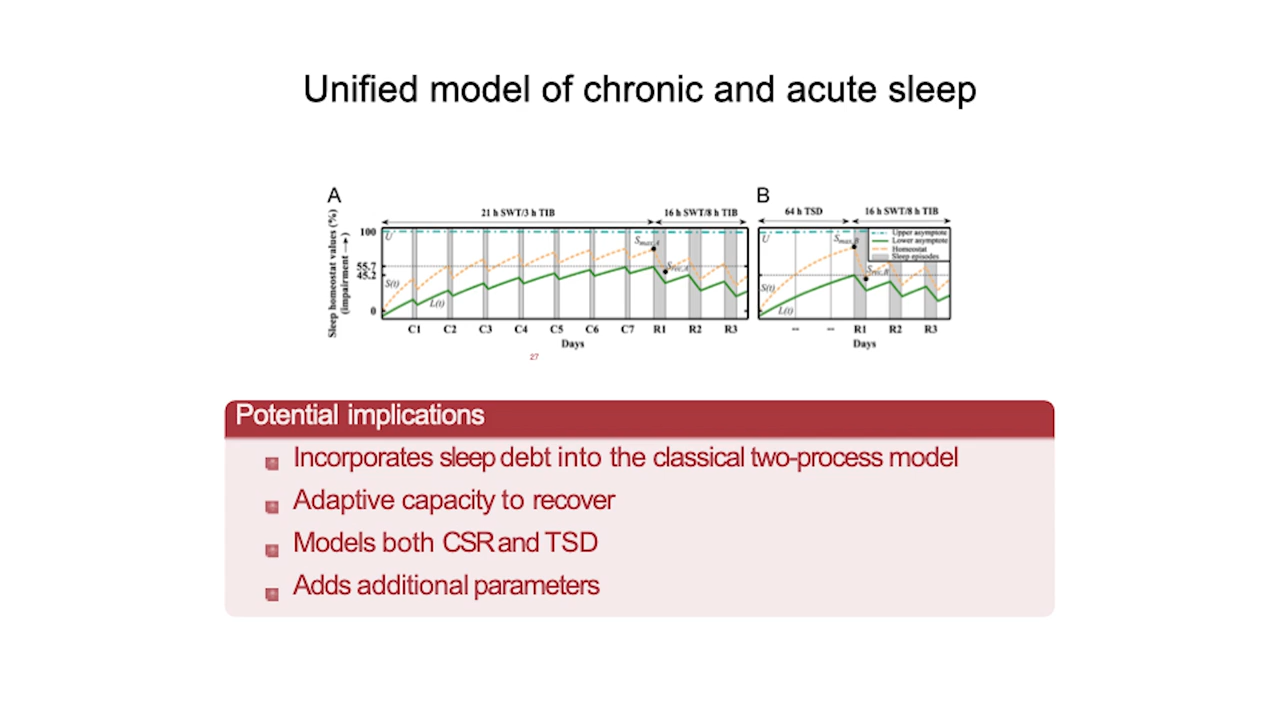 Unified model of chronic and acute sleep
A
B
21 h SWT/3 h TIB
16 h SWT/8 h TIB
64 h TSD
16 h SWT/8 h TIB
Sleep homeostat values (%)
(impairment →)
100
55.7
45.2
0
U
S(t)
L(t)
Smax,A
Srec,A
U
S(t)
L(t)
Smax,B
Srec,B
Upper asymptote
Lower asymptote
Homeostat
Sleep episodes
C1 C2 C3 C4 C5 C6 C7 R1 R2 R3
Days
-- -- R1 R2 R3
Days
27
Potential implications
Incorporates sleep debt into the classical two-process model
Adaptive capacity to recover
Models both CSR and TSD
Adds additional parameters